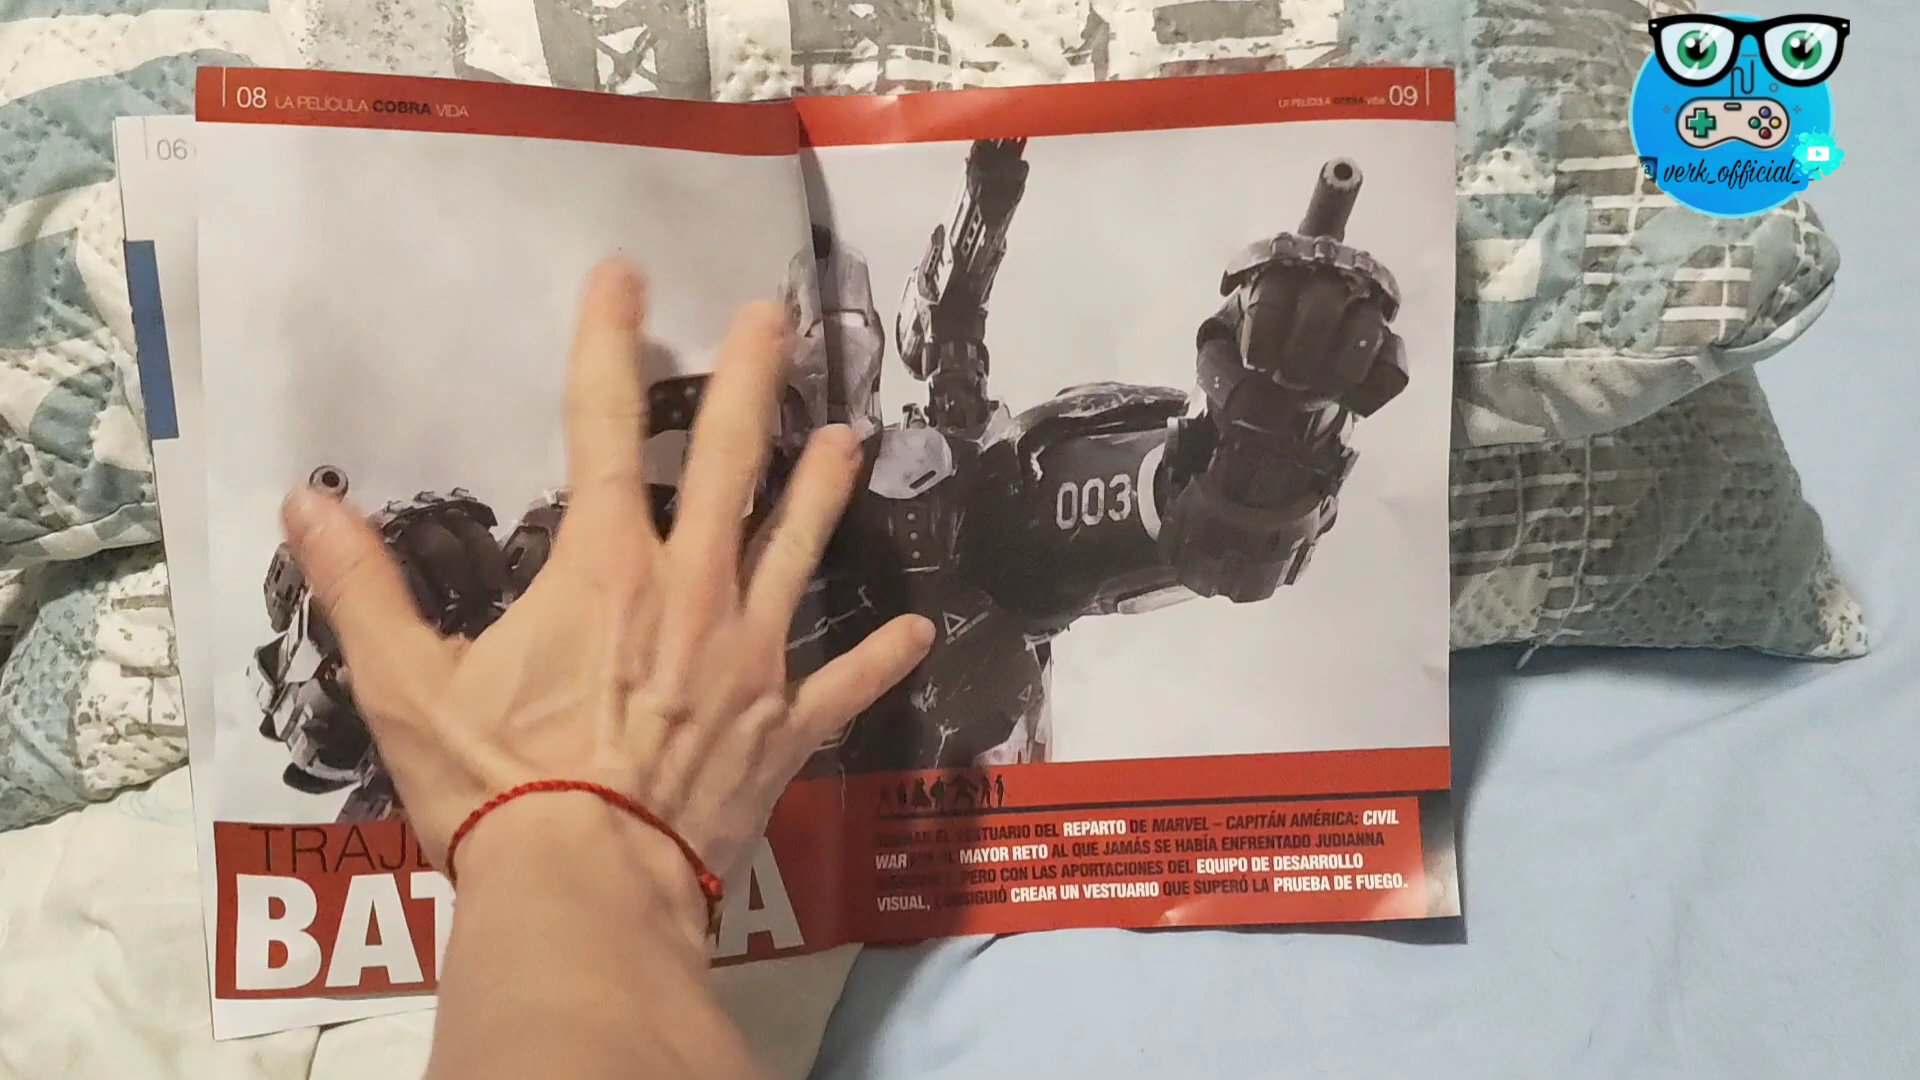 08 LA PELÍCULA COBRA VIDA
LA PELÍCULA COBRA VIDA 09
06
@verk_official_
003
TRAJ
BAT A
VESTUARIO DEL REPARTO DE MARVEL – CAPITÁN AMÉRICA: CIVIL
WAR MAYOR RETO AL QUE JAMÁS SE HABÍA ENFRENTADO JUDIANNA
PERO CON LAS APORTACIONES DEL EQUIPO DE DESARROLLO
VISUAL, CONSIGUIÓ CREAR UN VESTUARIO QUE SUPERÓ LA PRUEBA DE FUEGO.